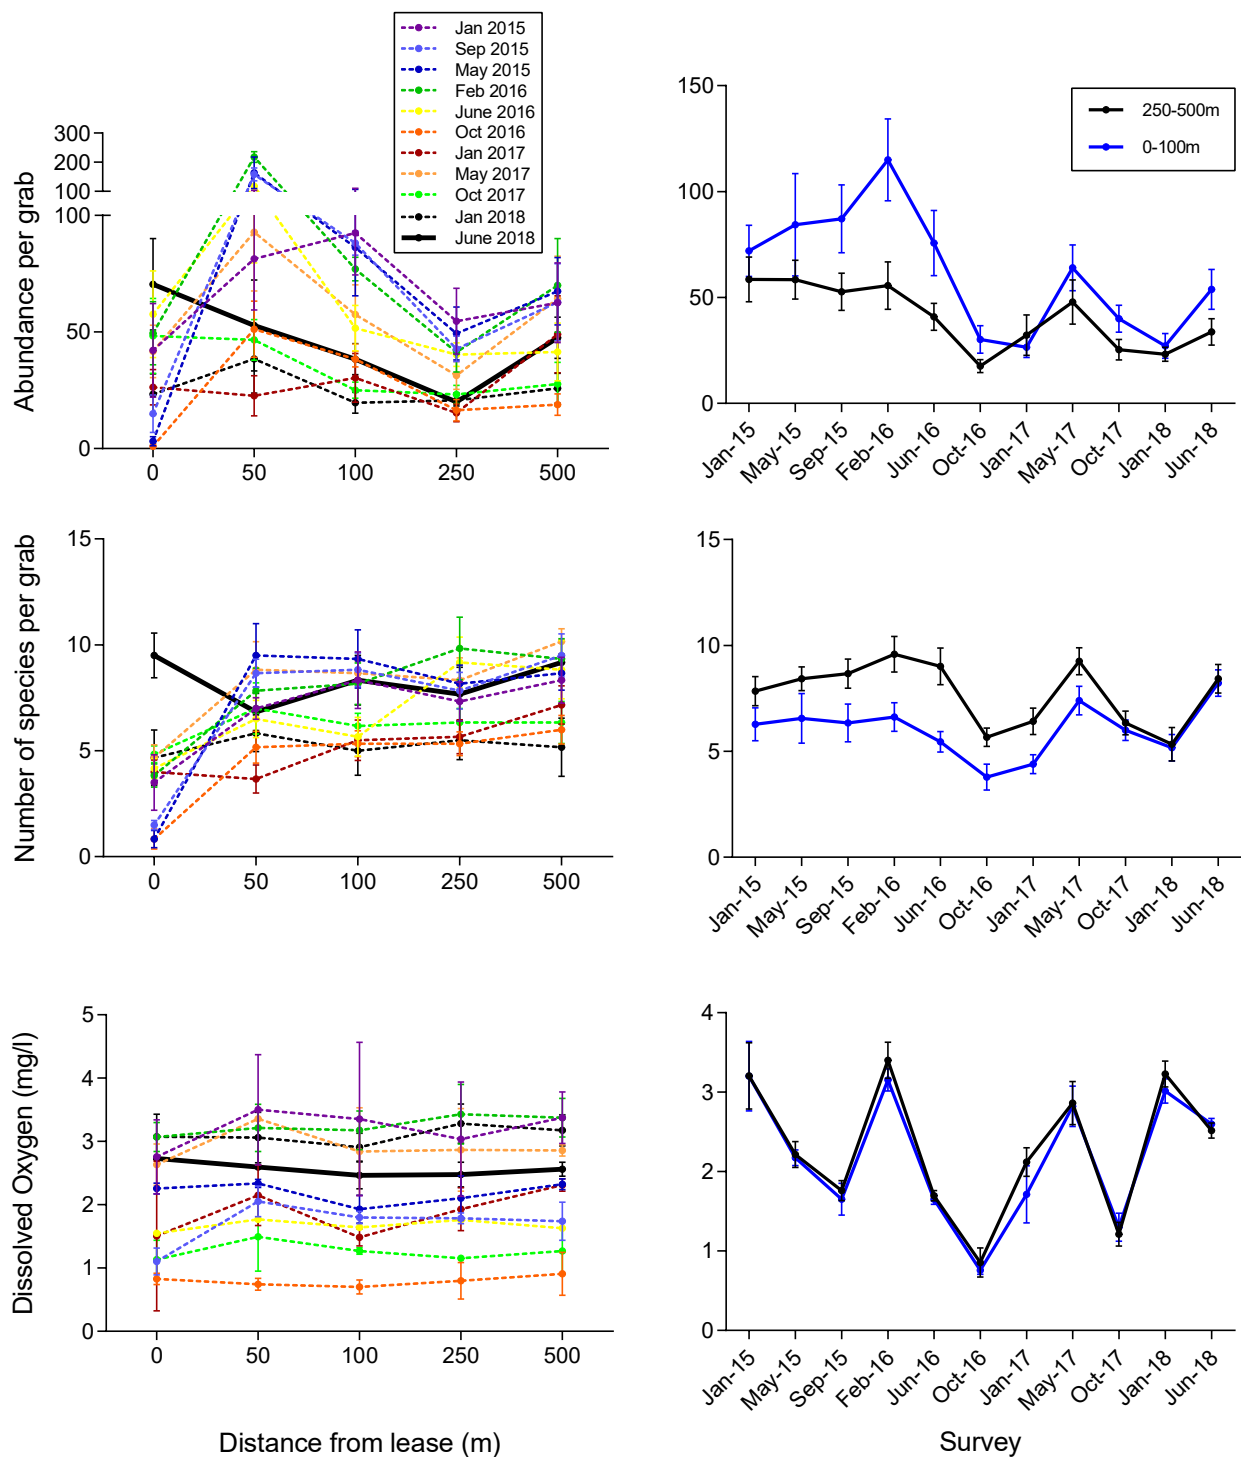 Jan 2015
Sep 2015
May 2015
Feb 2016
June 2016
Oct 2016
Jan 2017
May 2017
Oct 2017
Jan 2018
June 2018
Abundance per grab
300
200
100
100
50
0
0 50 100 250 500
150
100
50
0
250-500m
0-100m
Jan-15 May-15 Sep-15 Feb-16 Jun-16 Oct-16 Jan-17 May-17 Oct-17 Jan-18 Jun-18
Number of species per grab
15
10
5
0
0 50 100 250 500
15
10
5
0
Jan-15 May-15 Sep-15 Feb-16 Jun-16 Oct-16 Jan-17 May-17 Oct-17 Jan-18 Jun-18
Dissolved Oxygen (mg/l)
5
4
3
2
1
0
0 50 100 250 500
Distance from lease (m)
4
3
2
1
0
Jan-15 May-15 Sep-15 Feb-16 Jun-16 Oct-16 Jan-17 May-17 Oct-17 Jan-18 Jun-18
Survey